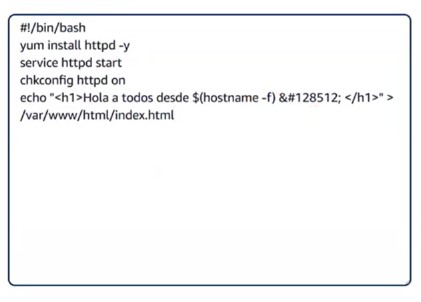 #!/bin/bash
yum install httpd -y
service httpd start
chkconfig httpd on
echo "<h1>Hola a todos desde $(hostname -f) &#128512; </h1>" >
/var/www/html/index.html